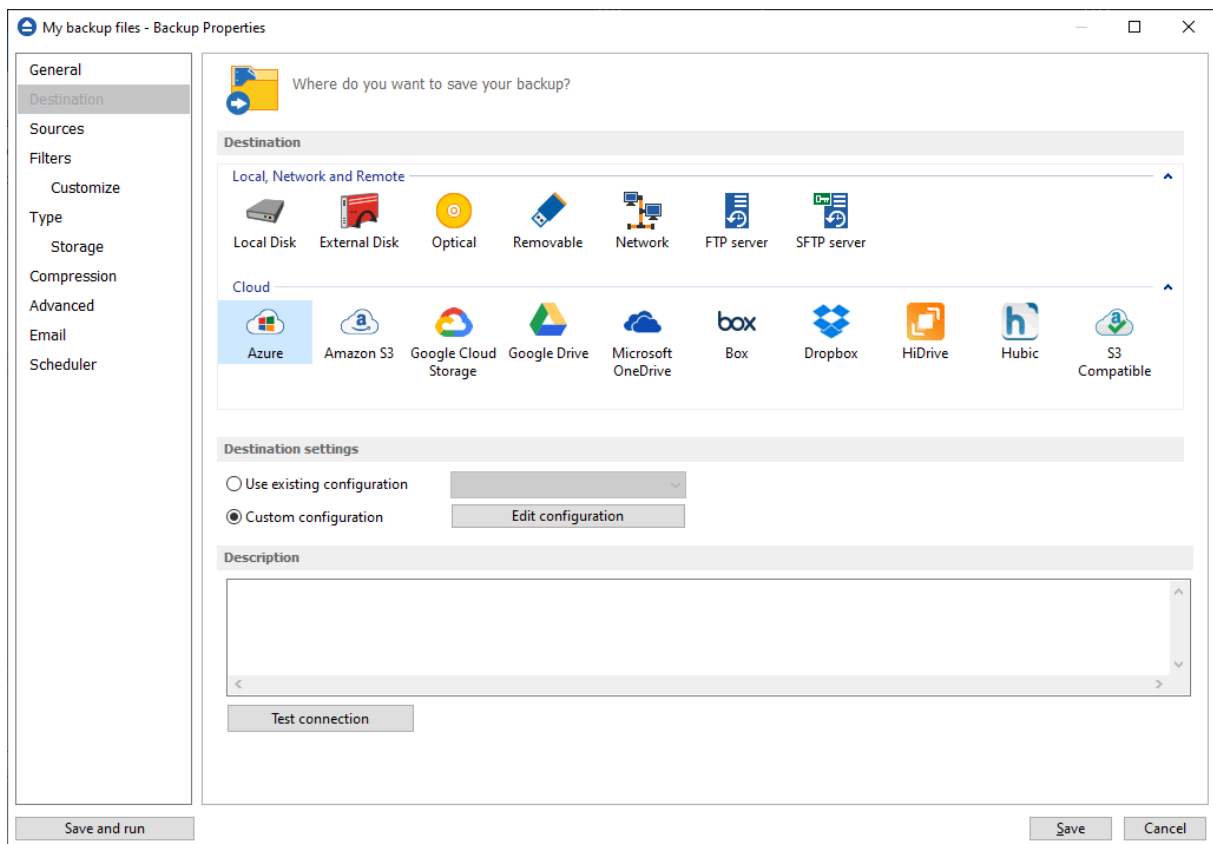 My backup files - Backup Properties
General
Destination
Sources
Filters
Customize
Type
Storage
Compression
Advanced
Email
Scheduler
Where do you want to save your backup?
Destination
Local, Network and Remote
Local Disk External Disk Optical Removable Network FTP server SFTP server
Cloud
box
Azure Amazon S3 Google Cloud Storage Google Drive Microsoft OneDrive Box Dropbox HiDrive Hubic S3 Compatible
Destination settings
Use existing configuration
Custom configuration Edit configuration
Description
Test connection
Save and run Save Cancel